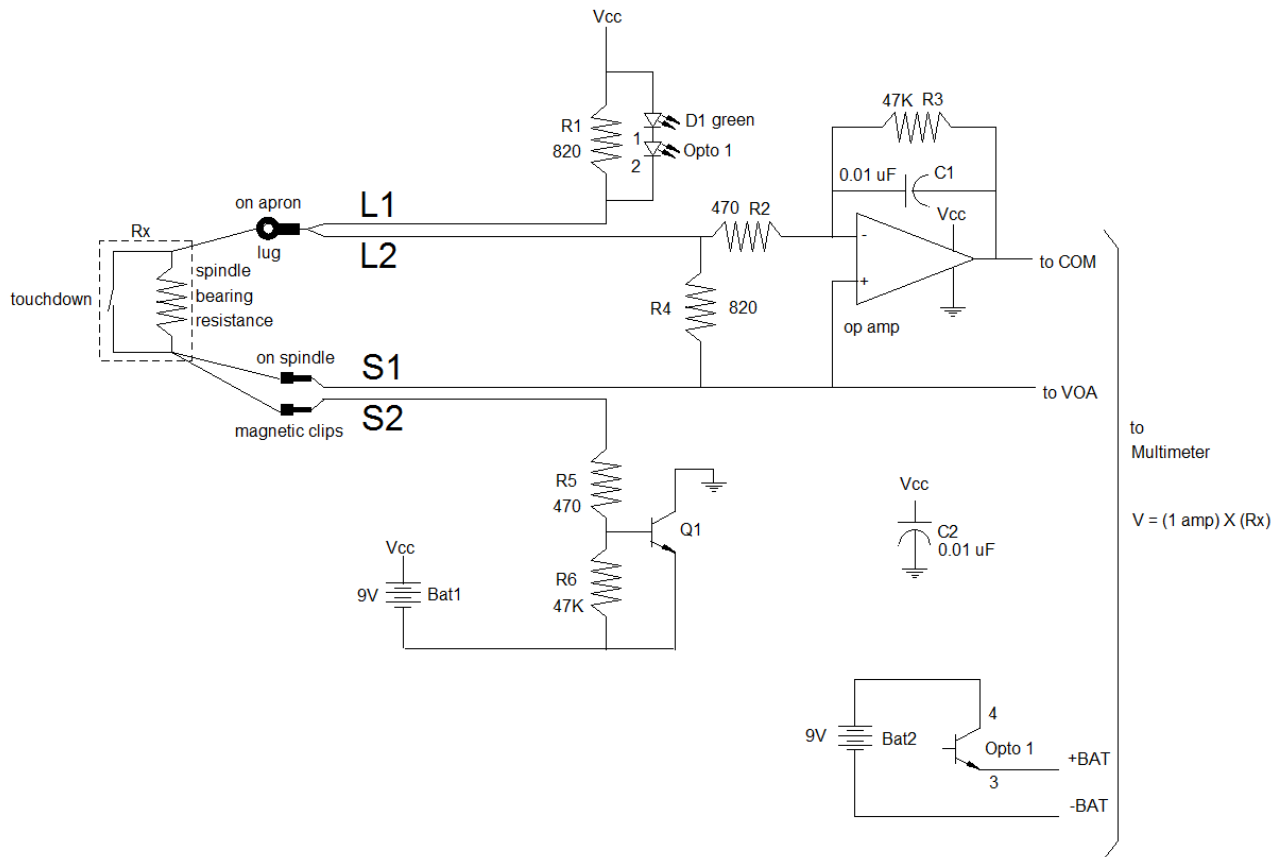 Vcc
R1
820
1
2
D1 green
Opto 1
47K R3
0.01 uF
C1
Vcc
470 R2
-
+
op amp
to COM
on apron
lug
L1
L2
Rx
touchdown
spindle
bearing
resistance
R4
820
on spindle
S1
S2
magnetic clips
to VOA
to
Multimeter
V = (1 amp) X (Rx)
R5
470
Q1
R6
47K
Vcc
9V
Bat1
Vcc
C2
0.01 uF
9V
Bat2
4
Opto 1
3
+BAT
-BAT